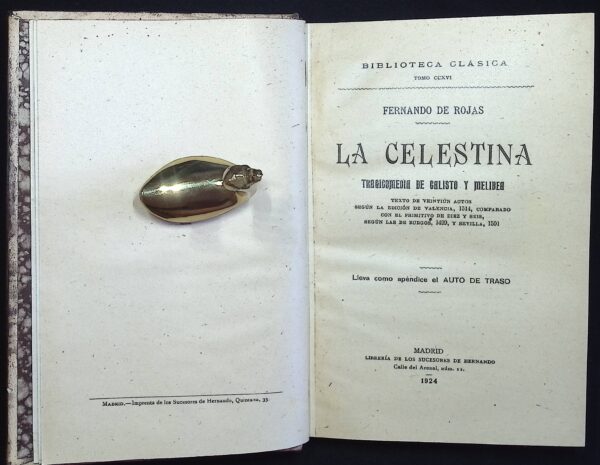 MADRID.—Imprenta de los Sucesores de Hernando, Quintana, 33.
BIBLIOTECA CLÁSICA
TOMO CCXVI
FERNANDO DE ROJAS
LA CELESTINA
TRAGICOMEDIA DE CALISTO Y MELIBEA
TEXTO DE VEINTIÚN AUTOS
SEGÚN LA EDICIÓN DE VALENCIA, 1514, COMPARADO
CON EL PRIMITIVO DE DIEZ Y SEIS,
SEGÚN LAS DE BURGOS, 1499, Y SEVILLA, 1501
Lleva como apéndice el AUTO DE TRASO
MADRID
LIBRERÍA DE LOS SUCESORES DE HERNANDO
Calle del Arenal, núm. 11.
1924